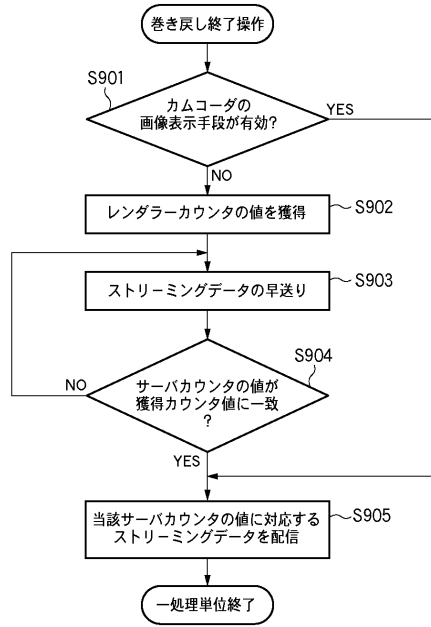 巻き戻し終了操作
S901
カムコーダの
画像表示手段が有効?
YES
NO
レンダラーカウンタの値を獲得
S902
ストリーミングデータの早送り
S903
S904
サーバカウンタの値が
獲得カウンタ値に一致
?
NO
YES
当該サーバカウンタの値に対応する
ストリーミングデータを配信
S905
一処理単位終了